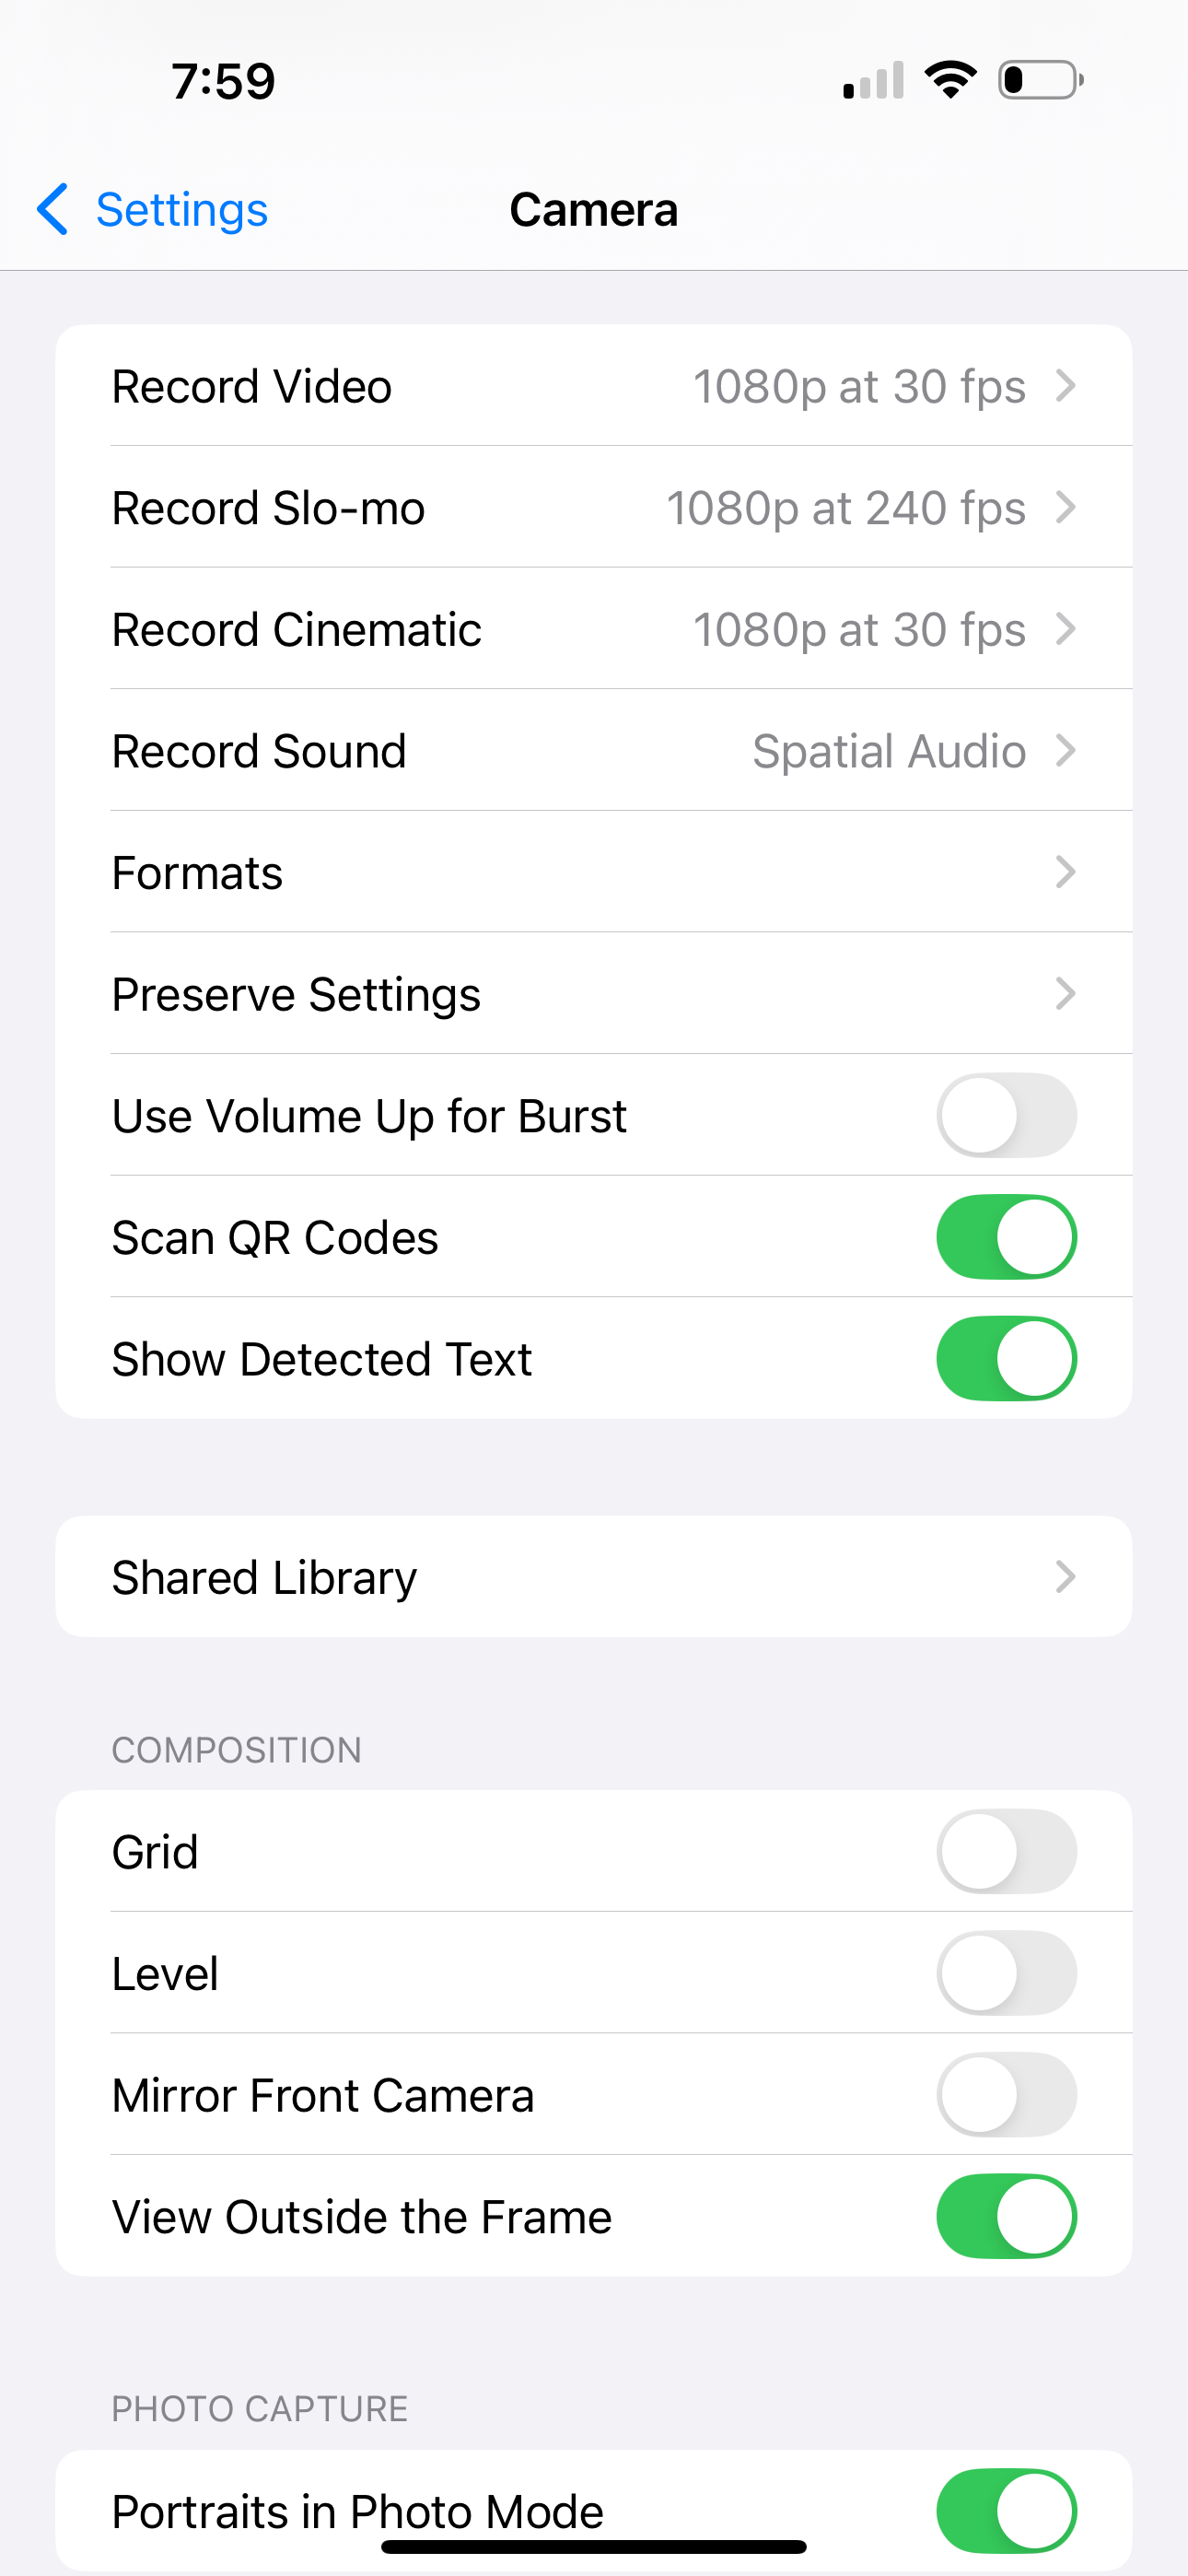 7:59
Settings
Camera
Record Video 1080p at 30 fps
Record Slo-mo 1080p at 240 fps
Record Cinematic 1080p at 30 fps
Record Sound Spatial Audio
Formats
Preserve Settings
Use Volume Up for Burst
Scan QR Codes
Show Detected Text
Shared Library
COMPOSITION
Grid
Level
Mirror Front Camera
View Outside the Frame
PHOTO CAPTURE
Portraits in Photo Mode